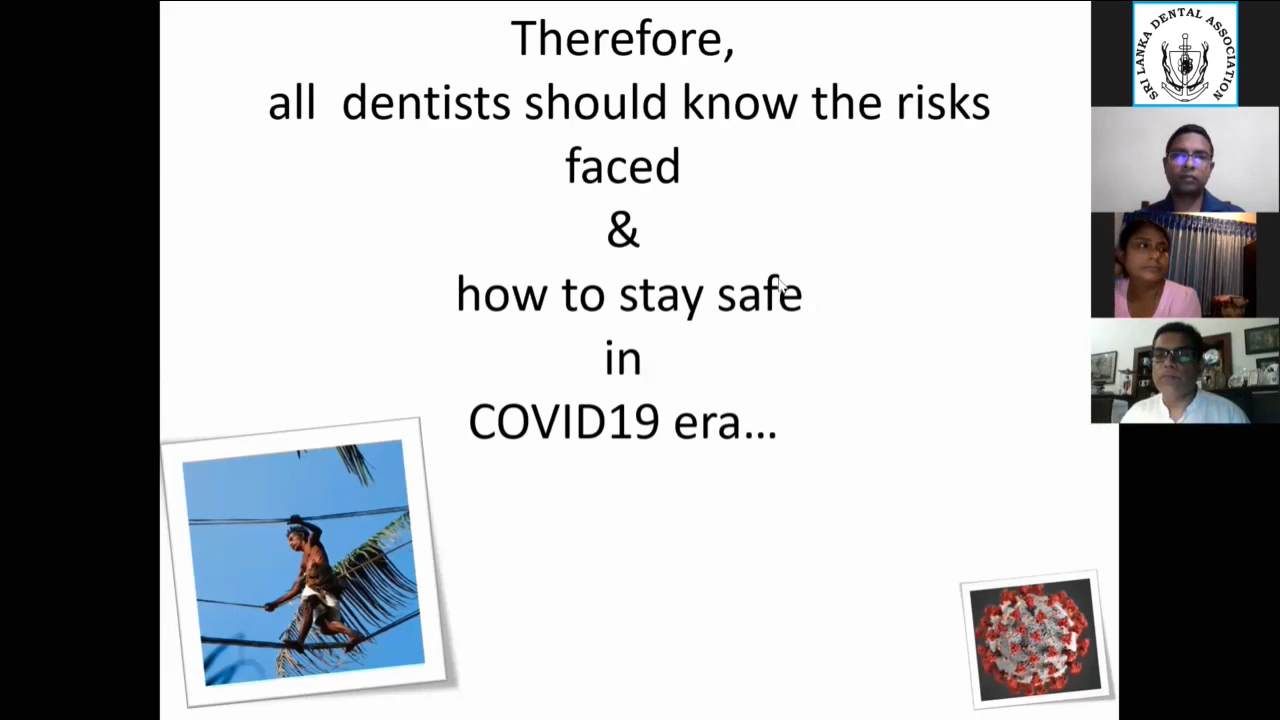 Therefore,
all dentists should know the risks
faced
&
how to stay safe
in
COVID19 era...
SRI LANKA DENTAL ASSOCIATION